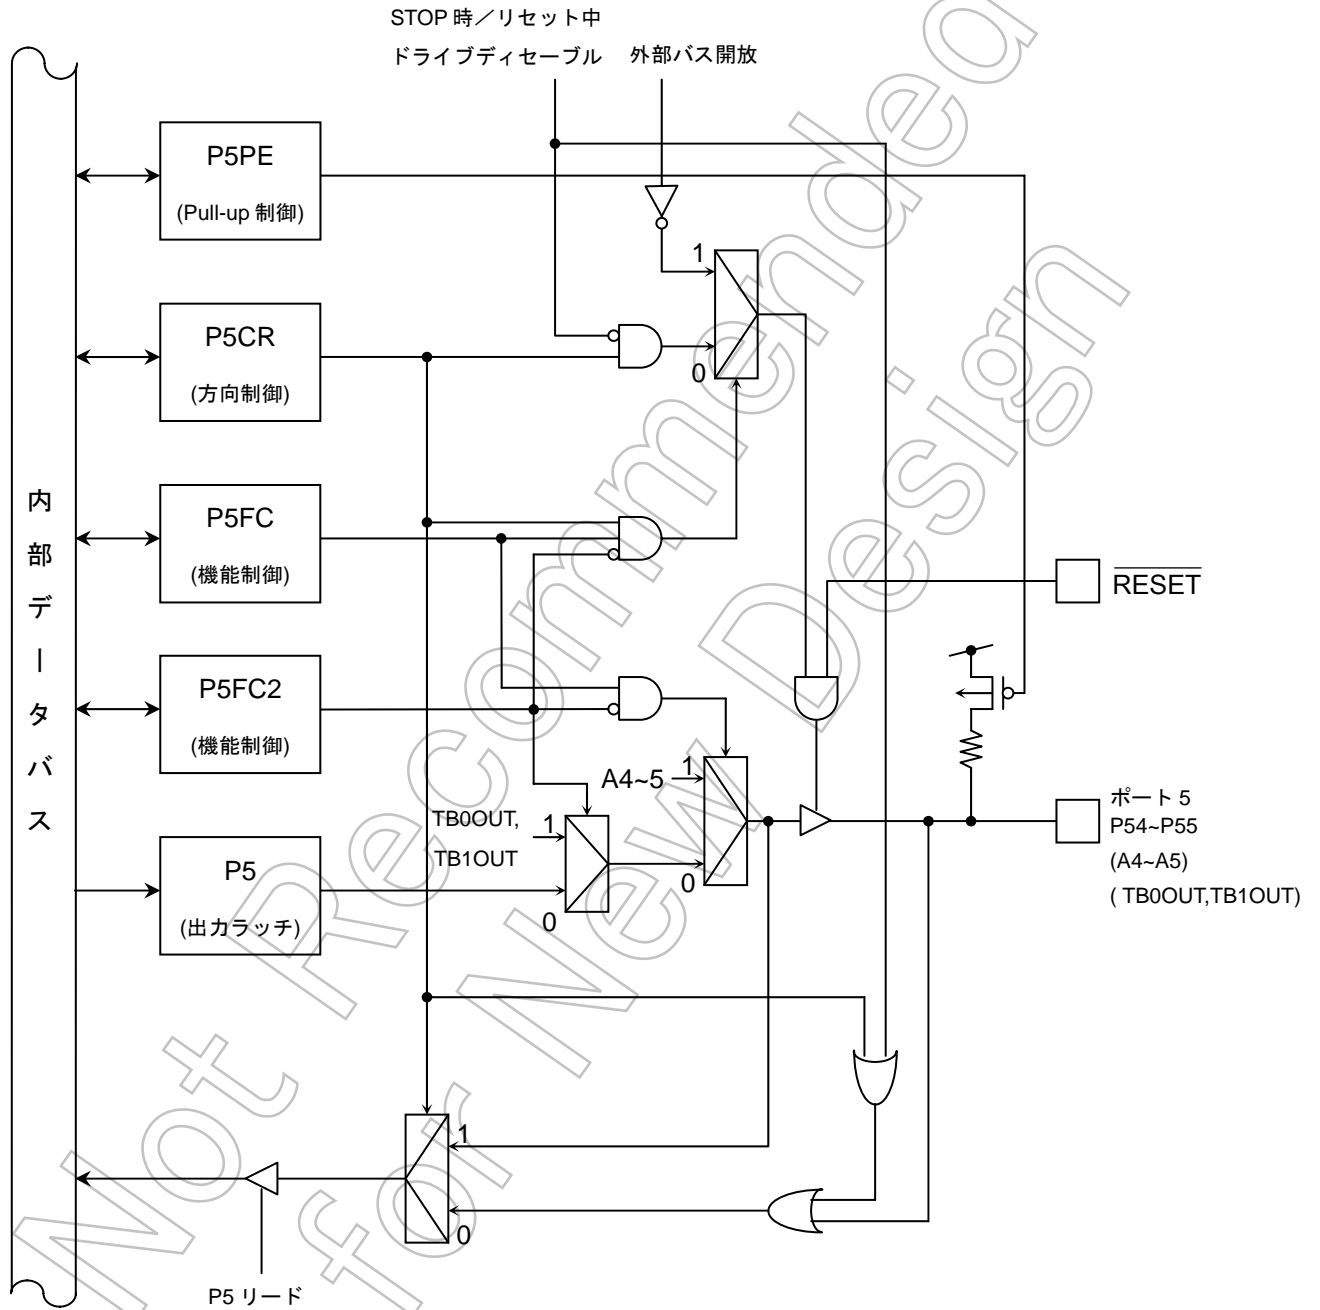 STOP 時／リセット中
ドライブディセーブル
外部バス開放
P5PE
(Pull-up 制御)
1
0
P5CR
(方向制御)
内部データバス
P5FC
(機能制御)
RESET
P5FC2
(機能制御)
A4~5
1
0
TB0OUT,
TB1OUT
1
0
P5
(出力ラッチ)
ポート 5
P54~P55
(A4~A5)
( TB0OUT,TB1OUT)
1
0
P5 リード
Not Recommended
for New Design